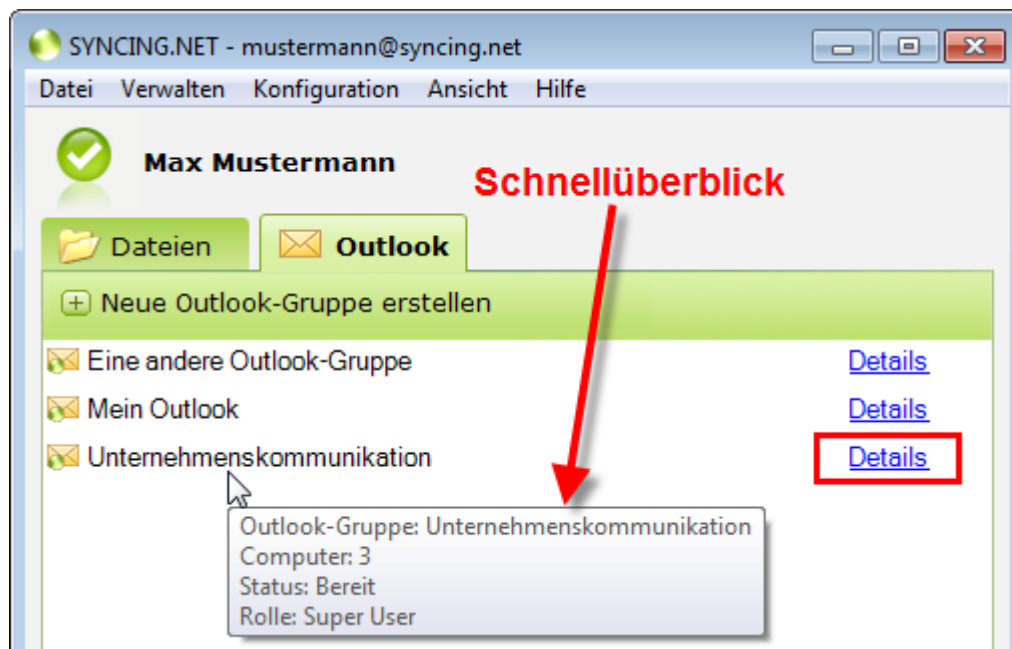 SYNCING.NET - mustermann@syncing.net
Datei Verwalten Konfiguration Ansicht Hilfe
Max Mustermann
Schnellüberblick
Dateien Outlook
Neue Outlook-Gruppe erstellen
Eine andere Outlook-Gruppe Details
Mein Outlook Details
Unternehmenskommunikation Details
Outlook-Gruppe: Unternehmenskommunikation
Computer: 3
Status: Bereit
Rolle: Super User